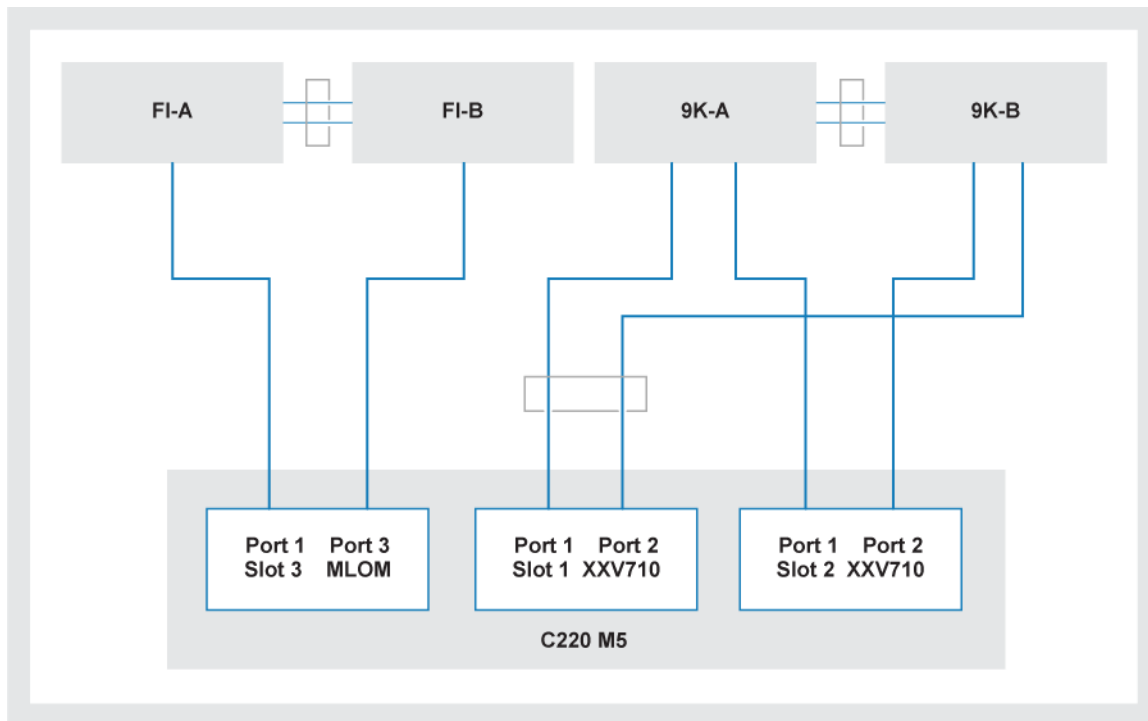 FI-A
FI-B
9K-A
9K-B
Port 1 Port 3
Slot 3 MLOM
Port 1 Port 2
Slot 1 XXV710
Port 1 Port 2
Slot 2 XXV710
C220 M5